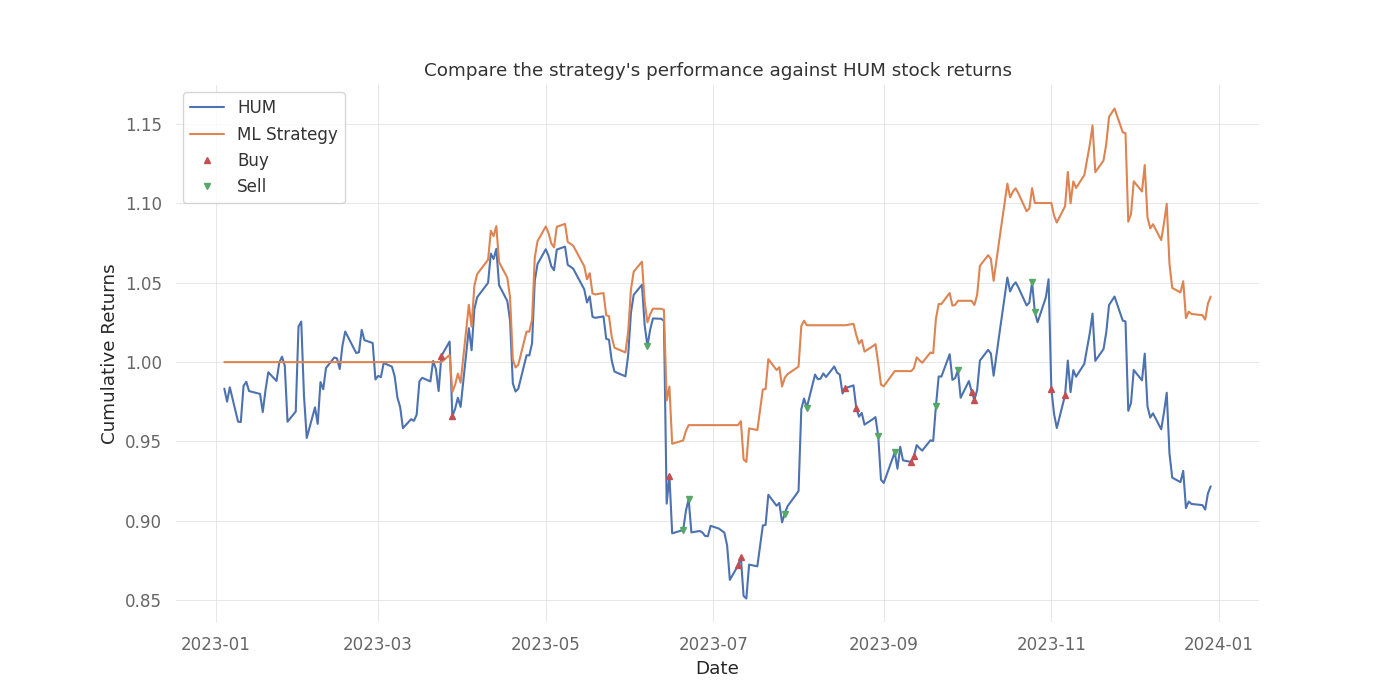 Compare the strategy's performance against HUM stock returns
HUM
ML Strategy
Buy
Sell
Cumulative Returns
1.15
1.10
1.05
1.00
0.95
0.90
0.85
2023-01
2023-03
2023-05
2023-07
2023-09
2023-11
2024-01
Date